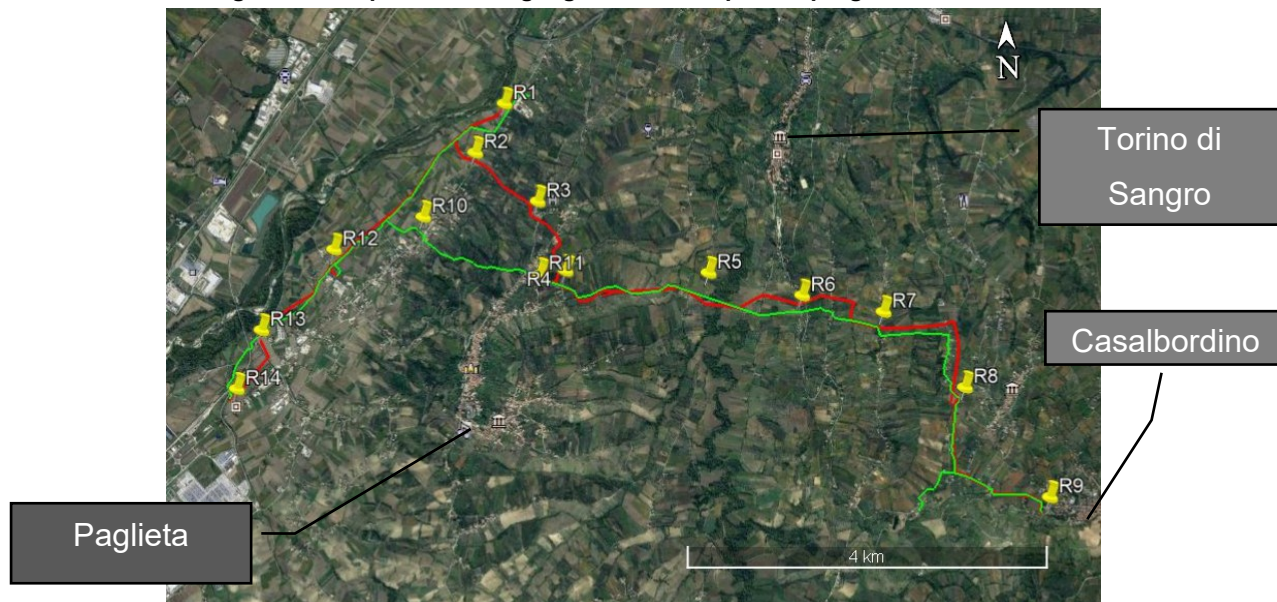 R1
N
R2
Torino di
Sangro
R3
R10
R12
R11
R4
R5
R6
R7
R13
Casalbordino
R14
R8
R9
Paglieta
4 km